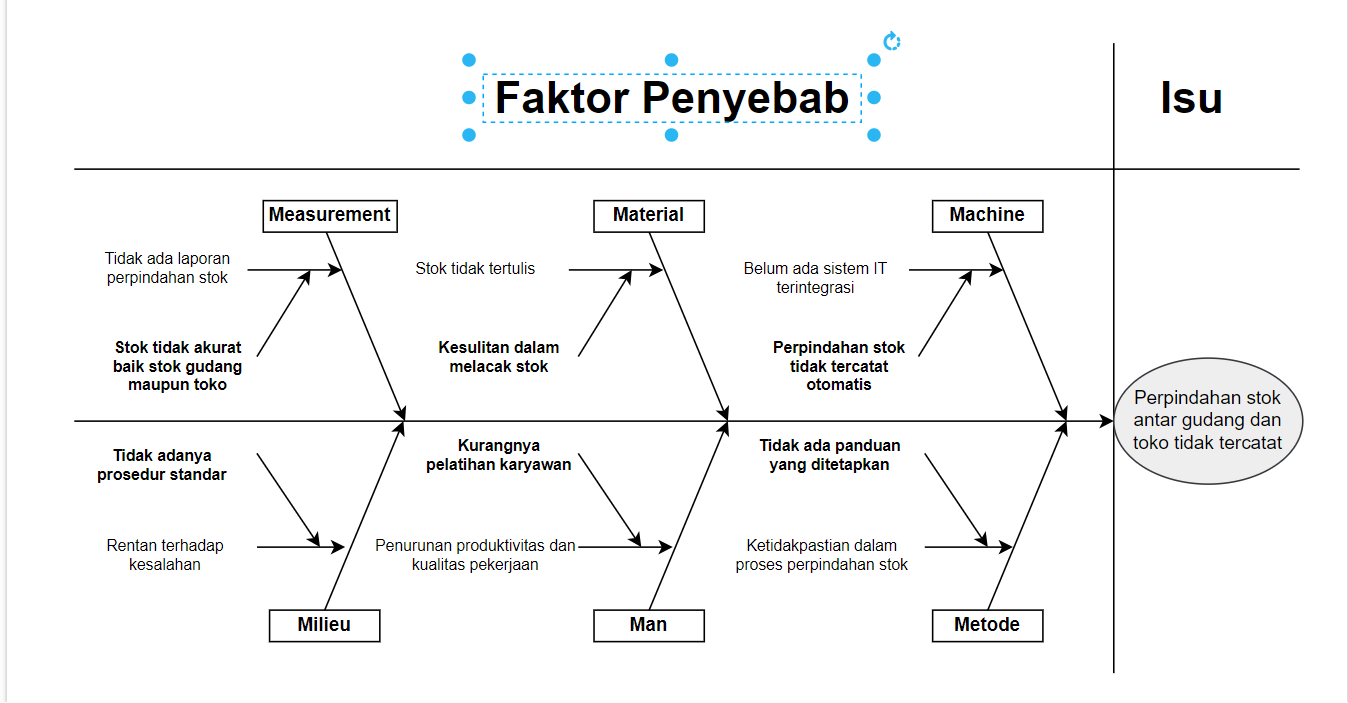 Faktor Penyebab
Isu
Measurement
Material
Machine
Tidak ada laporan
perpindahan stok
Stok tidak tertulis
Belum ada sistem IT
terintegrasi
Stok tidak akurat
baik stok gudang
maupun toko
Kesulitan dalam
melacak stok
Perpindahan stok
tidak tercatat
otomatis
Perpindahan stok
antar gudang dan
toko tidak tercatat
Tidak adanya
prosedur standar
Kurangnya
pelatihan karyawan
Tidak ada panduan
yang ditetapkan
Rentan terhadap
kesalahan
Penurunan produktivitas dan
kualitas pekerjaan
Ketidakpastian dalam
proses perpindahan stok
Milieu
Man
Metode